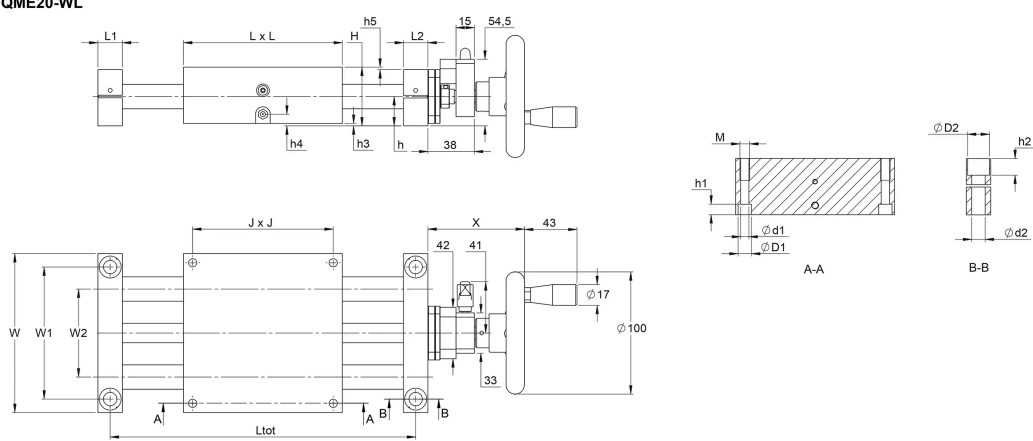 QME20-WL
L1
L x L
h5
H
L2
15
54,5
h4
h3
h
38
M
h1
Ød1
ØD1
A-A
ØD2
h2
Ød2
B-B
J x J
X
43
42
41
Ø17
W
W1
W2
Ø100
33
A
A
B
B
Ltot